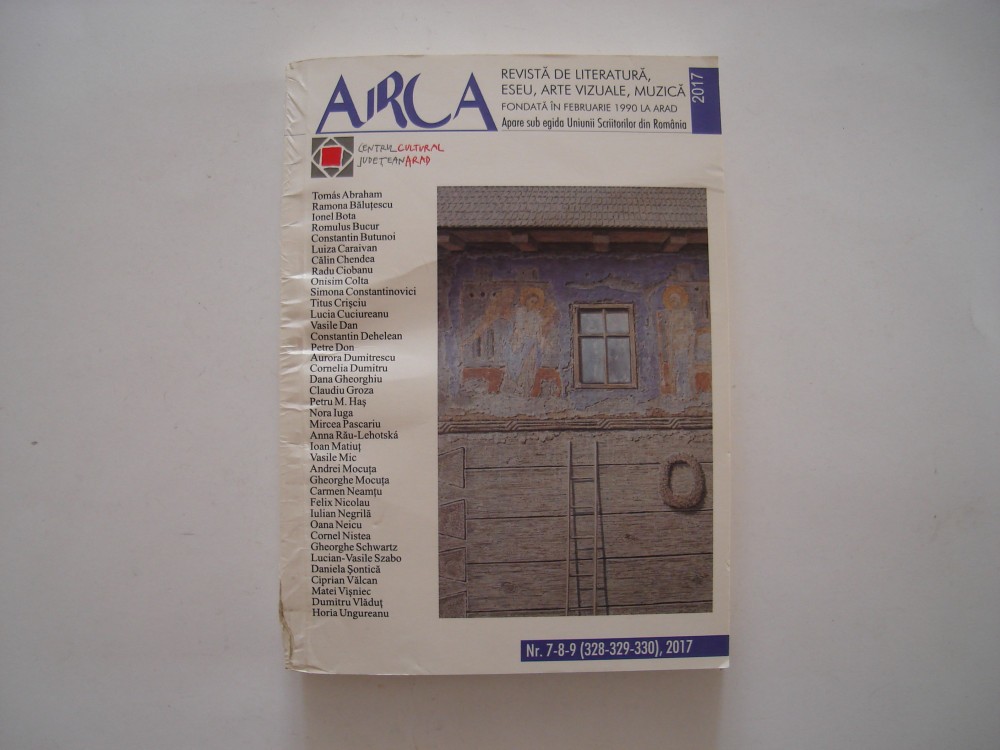 ARCA
REVISTĂ DE LITERATURĂ,
ESEU, ARTE VIZUALE, MUZICĂ
FONDATĂ ÎN FEBRUARIE 1990 LA ARAD
Apare sub egida Uniunii Scriitorilor din România
2017
CENTRUL CULTURAL
JUDEȚEAN ARAD
Tomás Abraham
Ramona Băluțescu
Ionel Bota
Romulus Bucur
Constantin Butunoi
Luiza Caraivan
Călin Chendea
Radu Ciobanu
Onisim Colta
Simona Constantinovici
Titus Crișciu
Lucia Cuciureanu
Vasile Dan
Constantin Dehelean
Petre Don
Aurora Dumitrescu
Cornelia Dumitru
Dana Gheorghiu
Claudiu Groza
Petru M. Haș
Nora Iuga
Mircea Pascariu
Anna Rău-Lehotská
Ioan Matiuț
Vasile Mic
Andrei Mocuța
Gheorghe Mocuța
Carmen Neamțu
Felix Nicolau
Iulian Negrilă
Oana Neicu
Cornel Nistea
Gheorghe Schwartz
Lucian-Vasile Szabo
Daniela Șontică
Ciprian Vălcan
Matei Vișniec
Dumitru Vlăduț
Horia Ungureanu
Nr. 7-8-9 (328-329-330), 2017